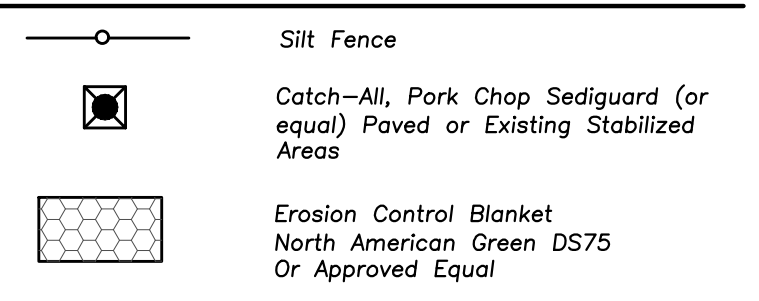 Silt Fence
Catch-All, Pork Chop Sediguard (or
equal) Paved or Existing Stabilized
Areas
Erosion Control Blanket
North American Green DS75
Or Approved Equal